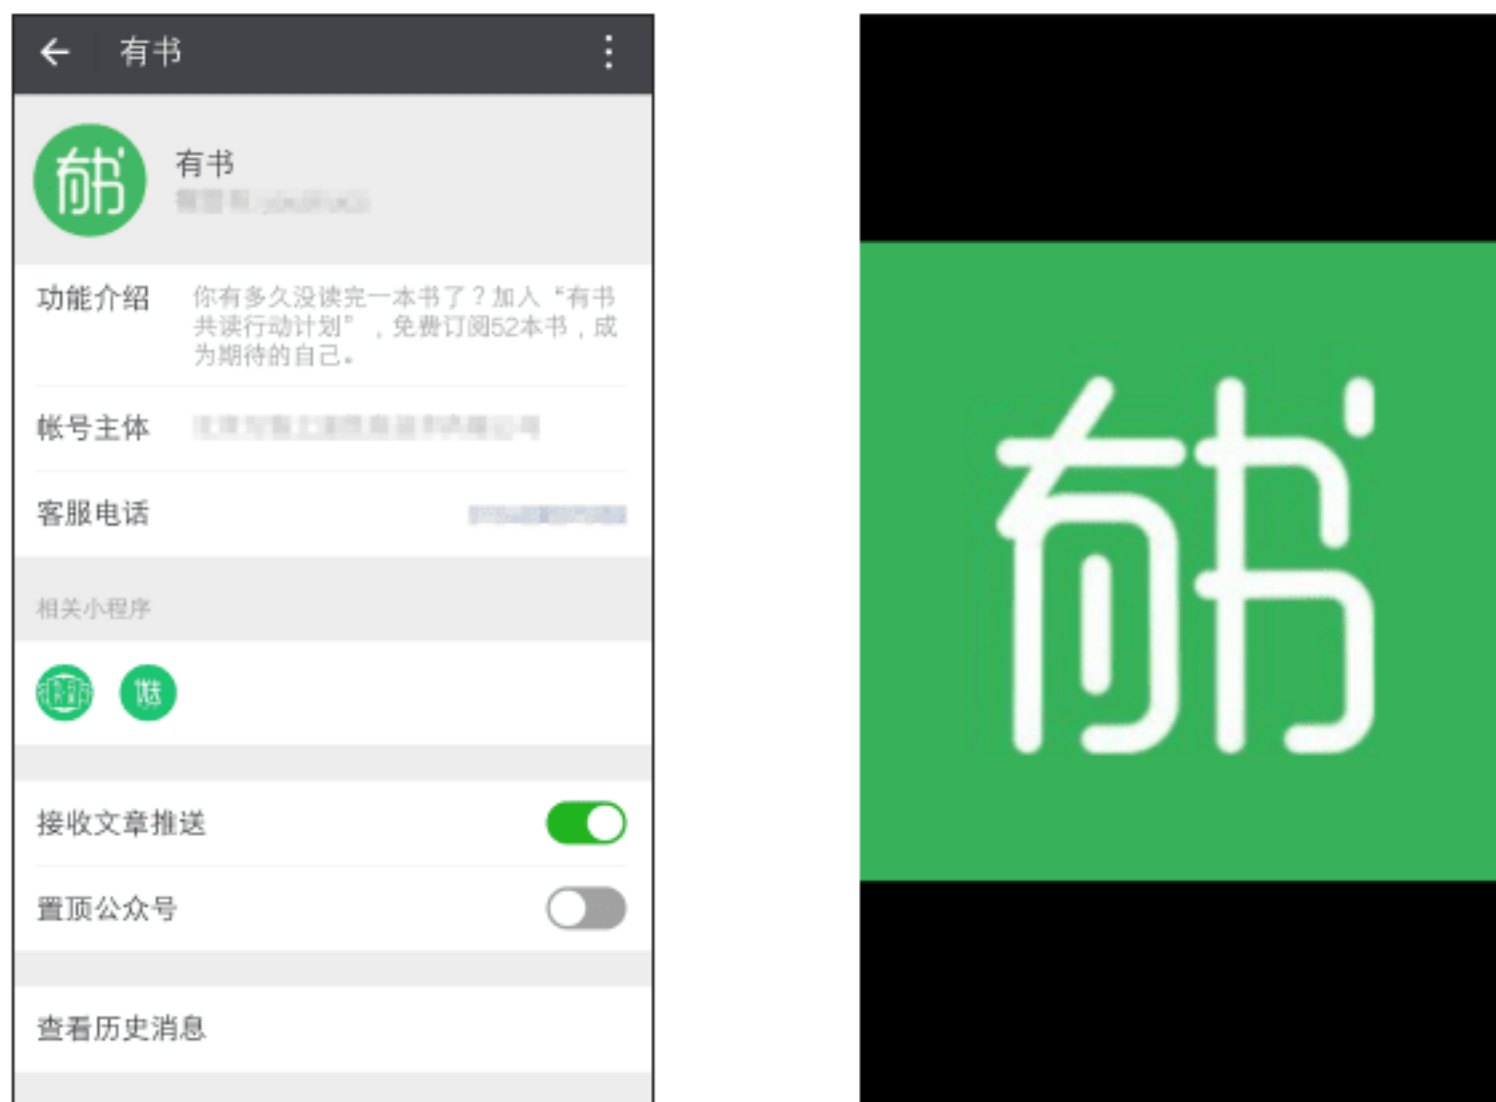 有书
有书
有书
功能介绍
你有多久没读完一本书了？加入“有书
共读行动计划”，免费订阅52本书，成
为期待的自己。
帐号主体
客服电话
相关小程序
接收文章推送
置顶公众号
查看历史消息
有书